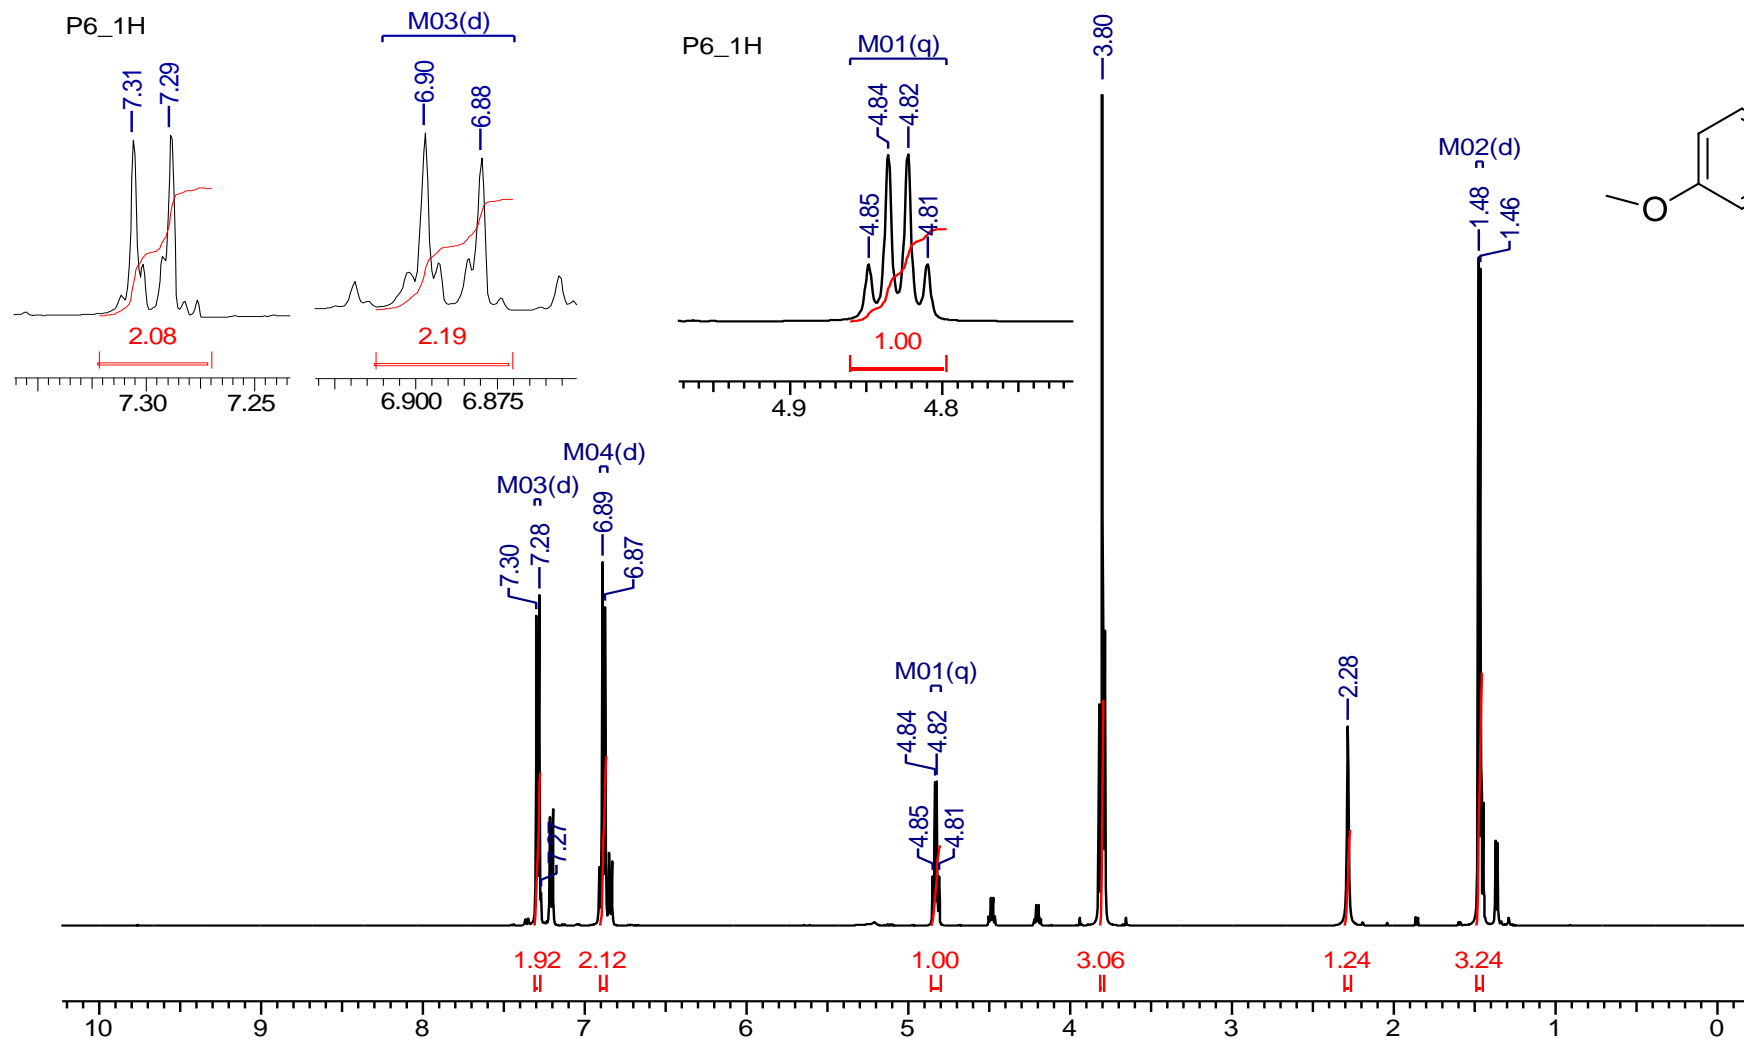 P6_1H
M03(d)
7.31
7.29
6.90
6.88
2.08
2.19
7.30
7.25
6.900
6.875
P6_1H
M01(q)
4.85
4.84
4.82
4.81
1.00
4.9
4.8
3.80
M02(d)
1.48
1.46
O
M04(d)
M03(d)
7.30
7.28
7.27
6.89
6.87
M01(q)
4.85
4.84
4.82
4.81
2.28
1.92 2.12 1.00 3.06 1.24 3.24
10 9 8 7 6 5 4 3 2 1 0